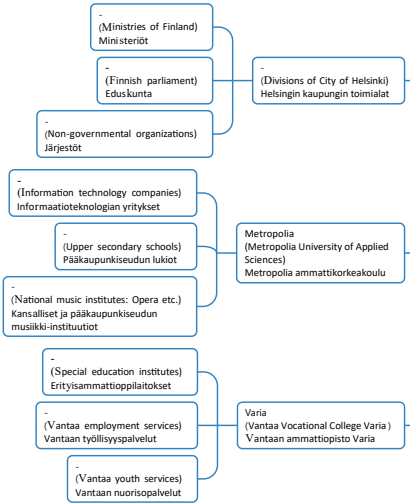 -
(Ministries of Finland)
Ministeriöt
-
(Finnish parliament)
Eduskunta
-
(Non-governmental organizations)
Järjestöt
-
(Divisions of City of Helsinki)
Helsingin kaupungin toimialat
-
(Information technology companies)
Informaatioteknologian yritykset
-
(Upper secondary schools)
Pääkaupunkiseudun lukiot
-
(National music institutes: Opera etc.)
Kansalliset ja pääkaupunkiseudun
musiikki-instituutiot
Metropolia
(Metropolia University of Applied
Sciences)
Metropolia ammattikorkeakoulu
-
(Special education institutes)
Erityisammattioppilaitokset
-
(Vantaa employment services)
Vantaan työllisyyspalvelut
-
(Vantaa youth services)
Vantaan nuorisopalvelut
Varia
(Vantaa Vocational College Varia )
Vantaan ammattiopisto Varia